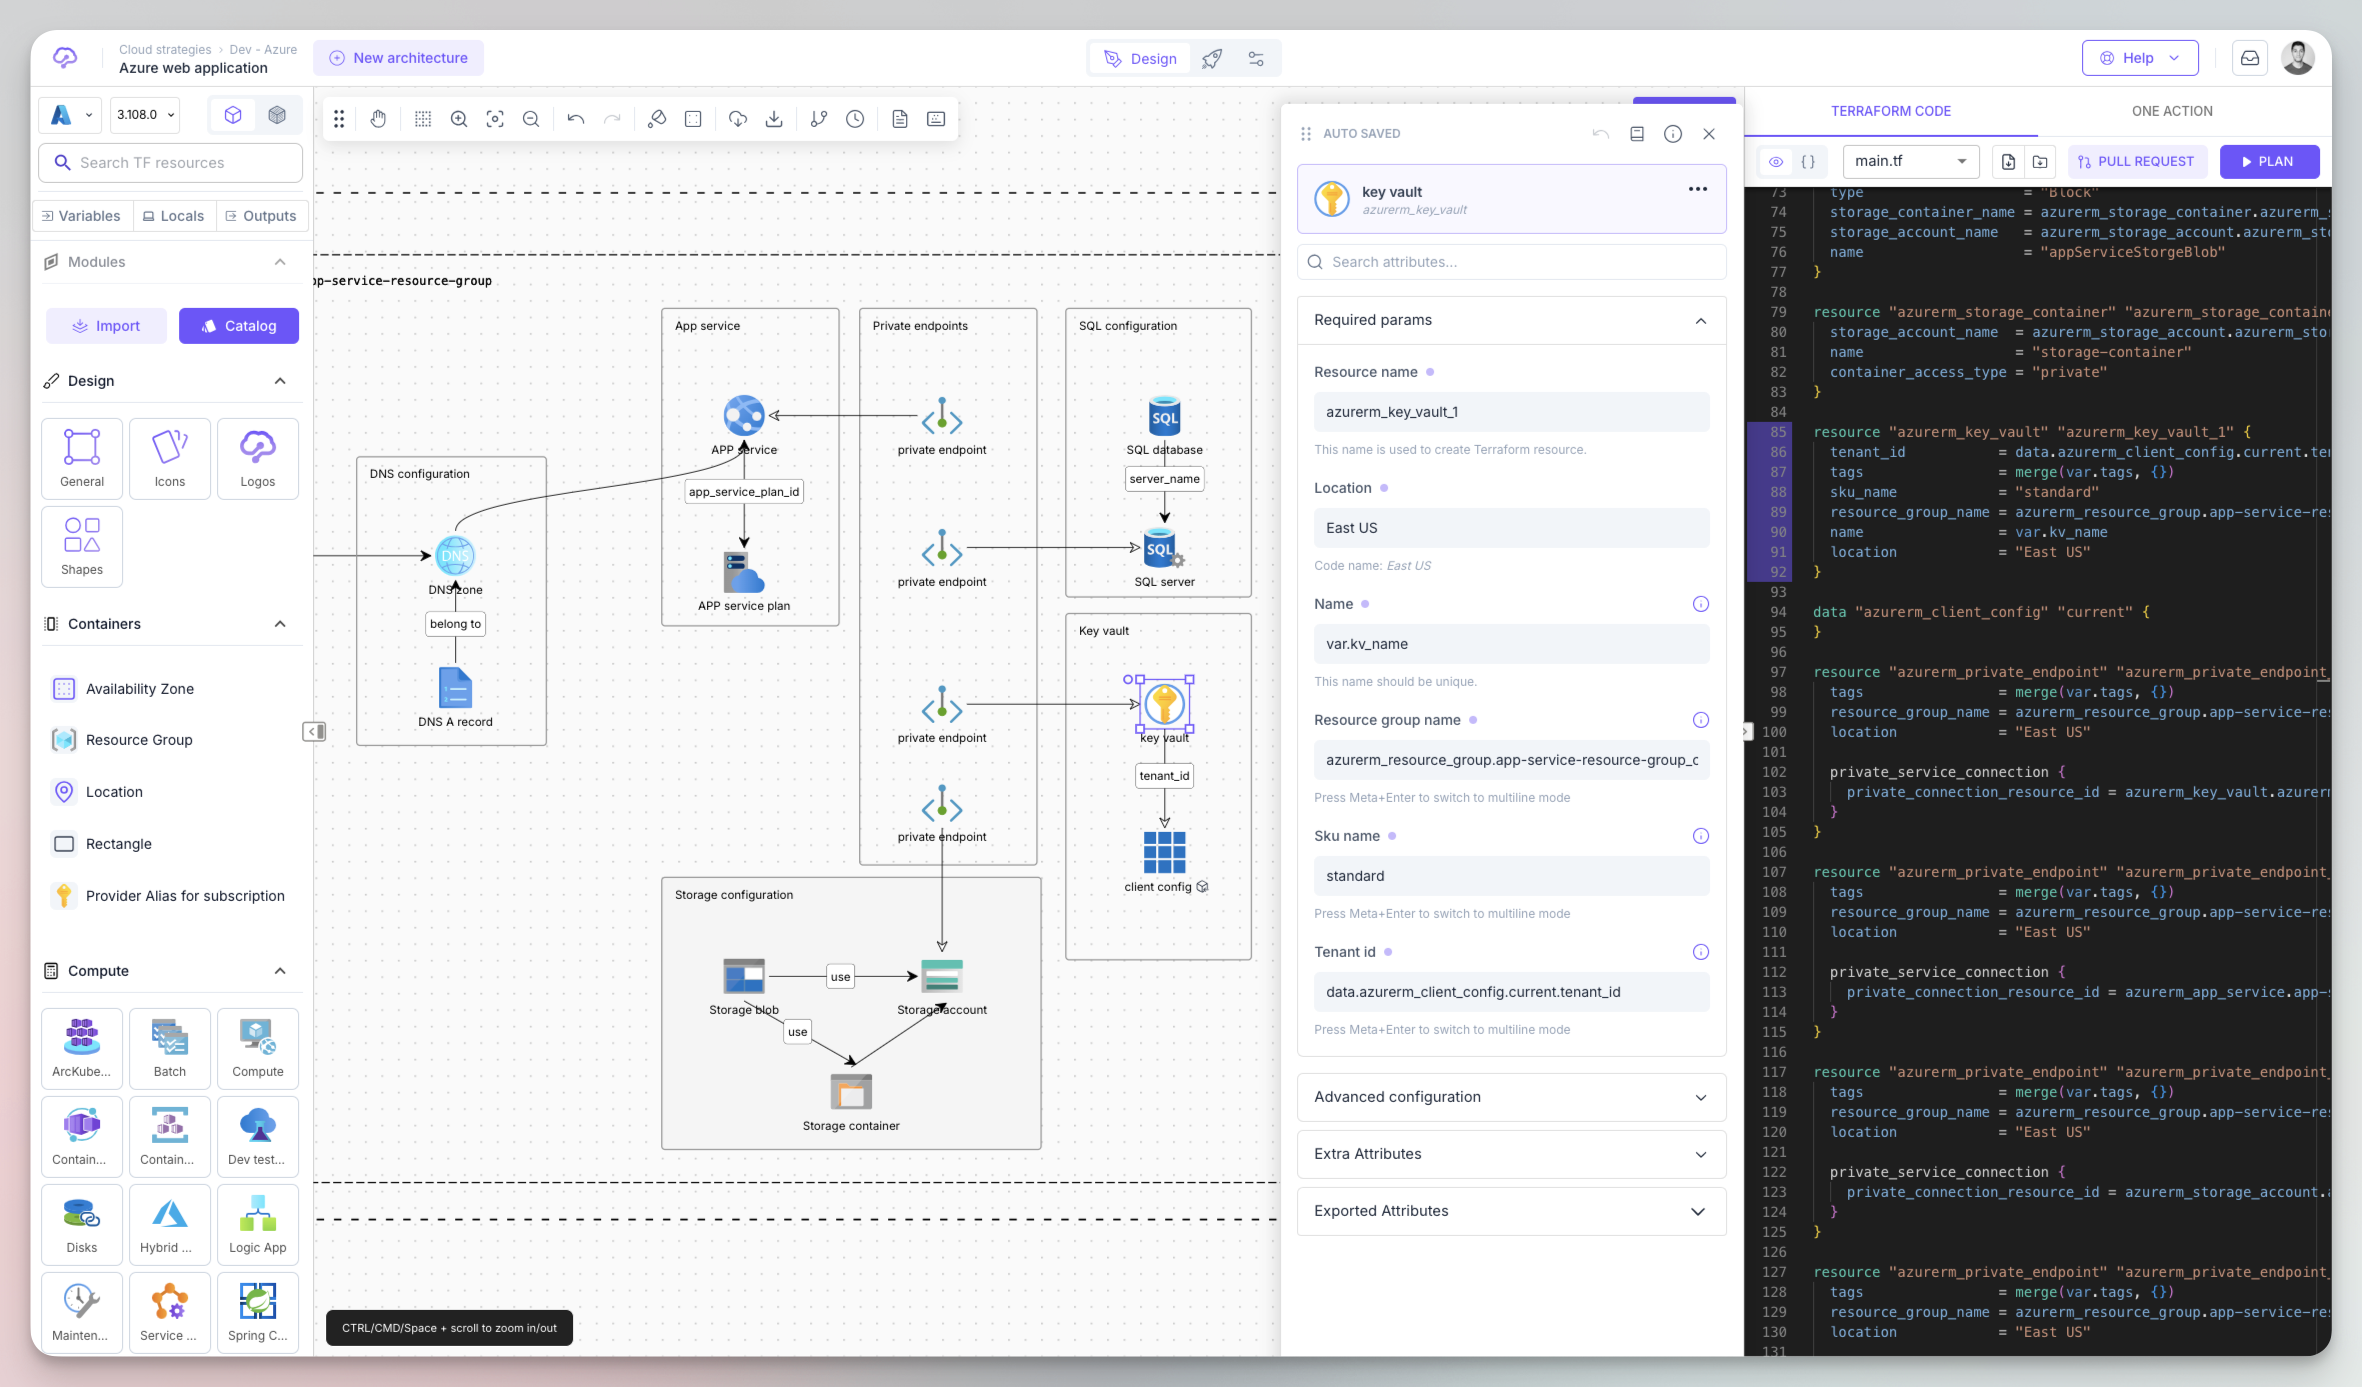 Cloud strategies › Dev - Azure
Azure web application
New architecture
Design
Help
3.108.0
Search TF resources
Variables
Locals
Outputs
Modules
Import
Catalog
Design
General
Icons
Logos
Shapes
Containers
Availability Zone
Resource Group
Location
Rectangle
Provider Alias for subscription
Compute
ArcKube...
Batch
Compute
Contain...
Contain...
Dev test...
Disks
Hybrid ...
Logic App
Mainten...
Service ...
Spring C...
pp-service-resource-group
DNS configuration
DNS
DNS zone
belong to
DNS A record
App service
APP service
app_service_plan_id
APP service plan
Private endpoints
private endpoint
private endpoint
private endpoint
private endpoint
SQL configuration
SQL
SQL database
server_name
SQL
SQL server
Key vault
key vault
tenant_id
client config
Storage configuration
Storage blob
use
Storage account
use
Storage container
CTRL/CMD/Space + scroll to zoom in/out
AUTO SAVED
key vault
azurerm_key_vault
Search attributes...
Required params
Resource name
azurerm_key_vault_1
This name is used to create Terraform resource.
Location
East US
Code name: East US
Name
var.kv_name
This name should be unique.
Resource group name
azurerm_resource_group.app-service-resource-group_c
Press Meta+Enter to switch to multiline mode
Sku name
standard
Press Meta+Enter to switch to multiline mode
Tenant id
data.azurerm_client_config.current.tenant_id
Press Meta+Enter to switch to multiline mode
Advanced configuration
Extra Attributes
Exported Attributes
TERRAFORM CODE
ONE ACTION
{ }
main.tf
PULL REQUEST
PLAN
73 type = "Block"
74 storage_container_name = azurerm_storage_container.azurerm_s
75 storage_account_name = azurerm_storage_account.azurerm_sto
76 name = "appServiceStorgeBlob"
77 }
78
79 resource "azurerm_storage_container" "azurerm_storage_contain
80 storage_account_name = azurerm_storage_account.azurerm_sto
81 name = "storage-container"
82 container_access_type = "private"
83 }
84
85 resource "azurerm_key_vault" "azurerm_key_vault_1" {
86 tenant_id = data.azurerm_client_config.current.ten
87 tags = merge(var.tags, {})
88 sku_name = "standard"
89 resource_group_name = azurerm_resource_group.app-service-res
90 name = var.kv_name
91 location = "East US"
92 }
93
94 data "azurerm_client_config" "current" {
95 }
96
97 resource "azurerm_private_endpoint" "azurerm_private_endpoint_
98 tags = merge(var.tags, {})
99 resource_group_name = azurerm_resource_group.app-service-res
100 location = "East US"
101
102 private_service_connection {
103 private_connection_resource_id = azurerm_key_vault.azurer
104 }
105 }
106
107 resource "azurerm_private_endpoint" "azurerm_private_endpoint_
108 tags = merge(var.tags, {})
109 resource_group_name = azurerm_resource_group.app-service-res
110 location = "East US"
111
112 private_service_connection {
113 private_connection_resource_id = azurerm_app_service.app-s
114 }
115 }
116
117 resource "azurerm_private_endpoint" "azurerm_private_endpoint_
118 tags = merge(var.tags, {})
119 resource_group_name = azurerm_resource_group.app-service-res
120 location = "East US"
121
122 private_service_connection {
123 private_connection_resource_id = azurerm_storage_account.a
124 }
125 }
126
127 resource "azurerm_private_endpoint" "azurerm_private_endpoint_
128 tags = merge(var.tags, {})
129 resource_group_name = azurerm_resource_group.app-service-res
130 location = "East US"
131